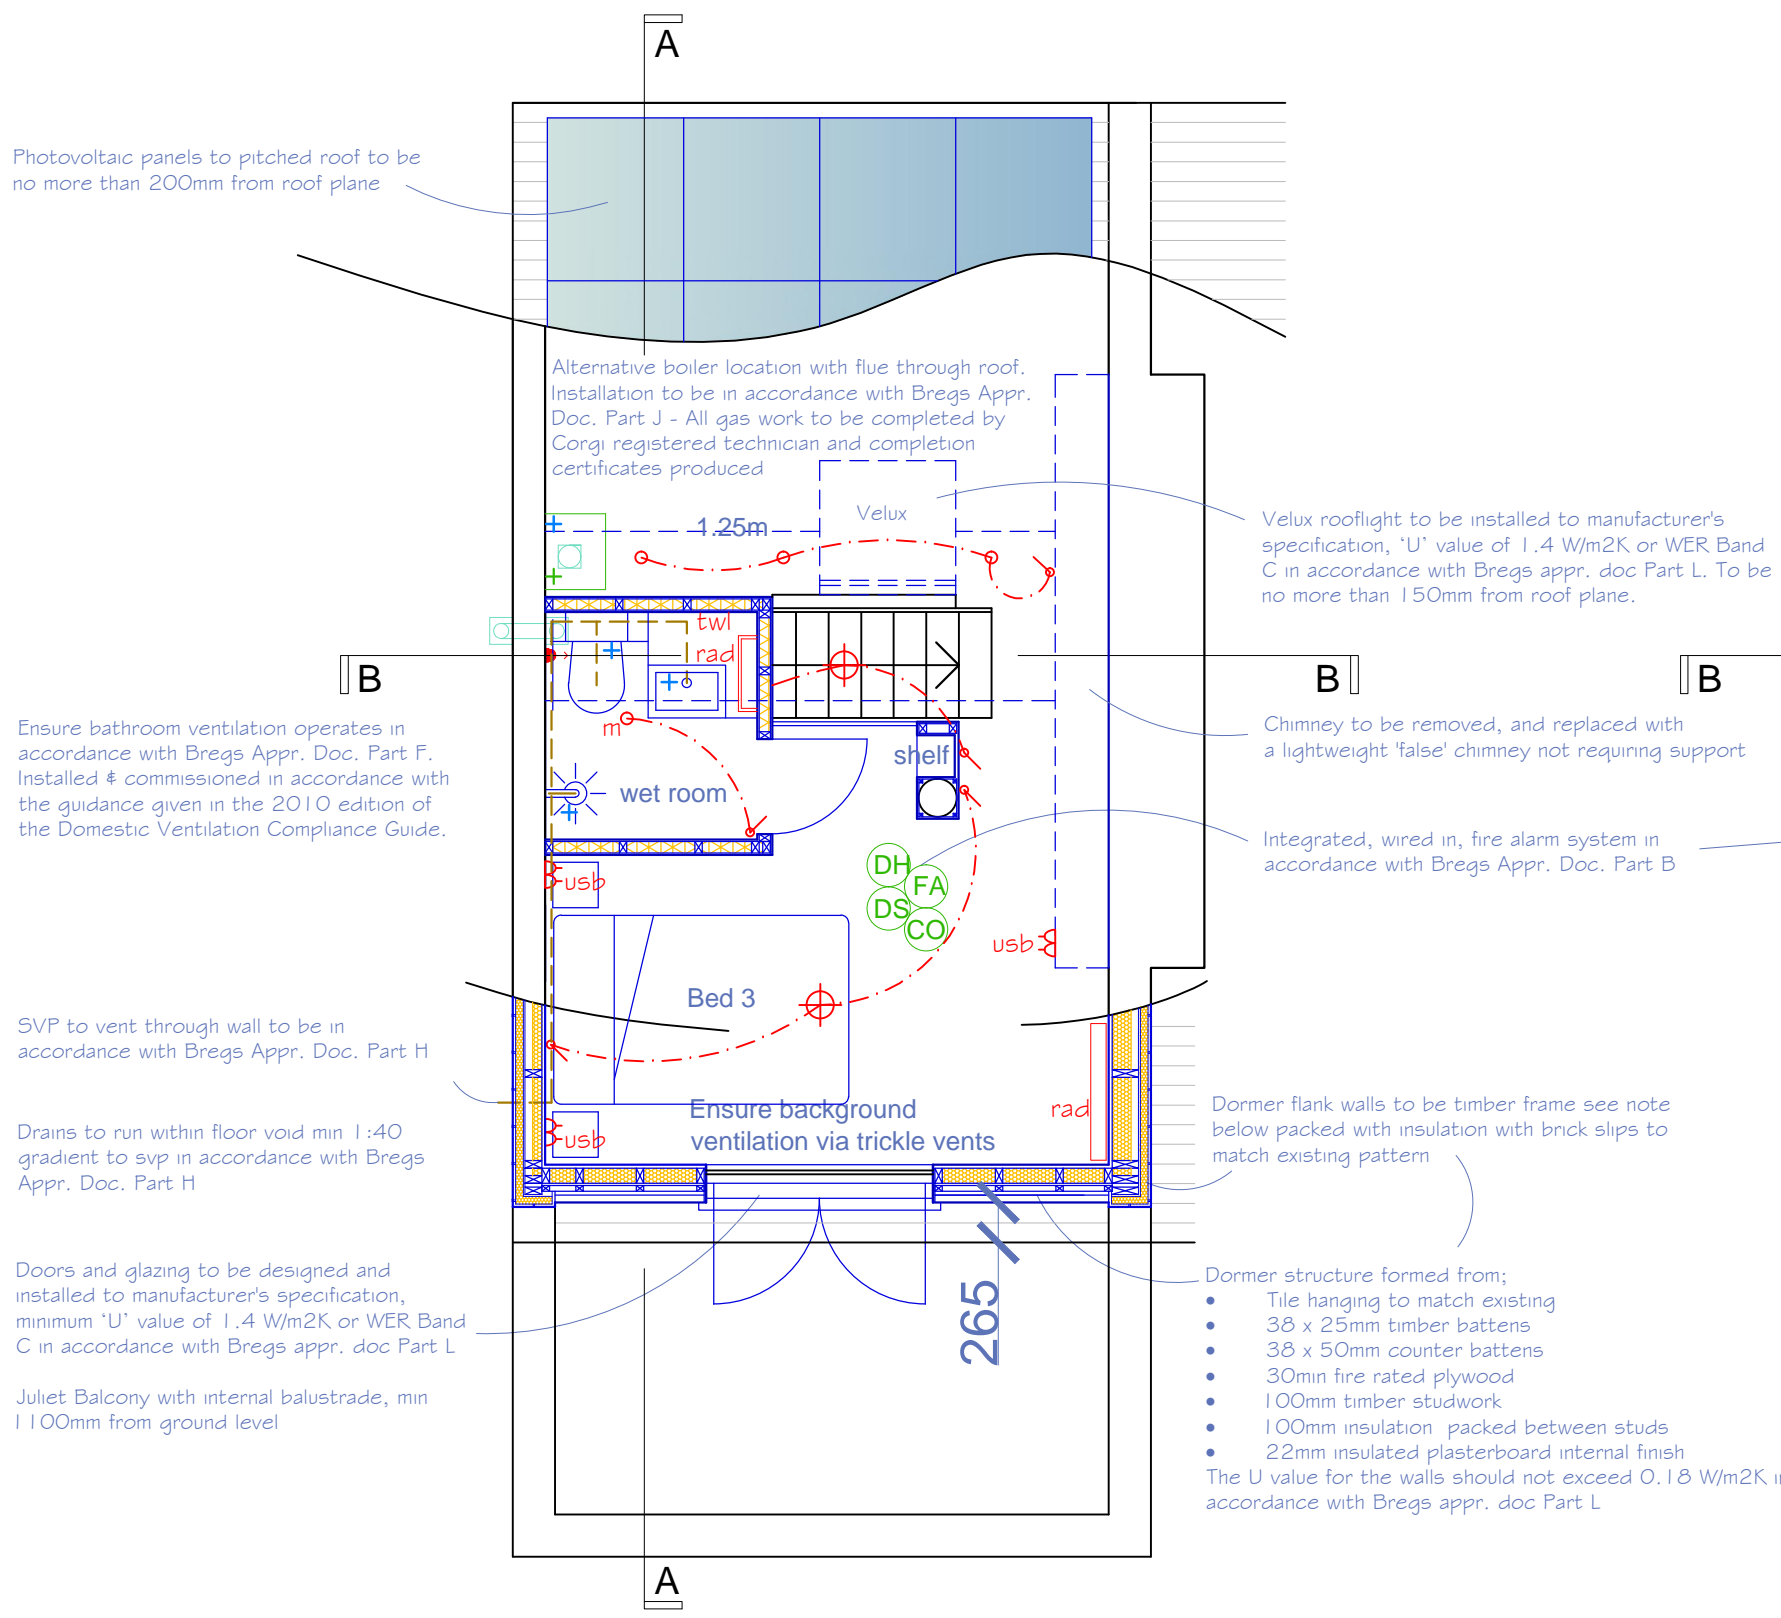 A
Photovoltaic panels to pitched roof to be
no more than 200mm from roof plane
Alternative boiler location with flue through roof.
Installation to be in accordance with Bregs Appr.
Doc. Part J - All gas work to be completed by
Corgi registered technician and completion
certificates produced
1.25m
Velux
Velux rooflight to be installed to manufacturer's
specification, ‘U’ value of 1.4 W/m2K or WER Band
C in accordance with Bregs appr. doc Part L. To be
no more than 150mm from roof plane.
twl
rad
B
B
B
m
Ensure bathroom ventilation operates in
accordance with Bregs Appr. Doc. Part F.
Installed & commissioned in accordance with
the guidance given in the 2010 edition of
the Domestic Ventilation Compliance Guide.
Chimney to be removed, and replaced with
a lightweight 'false' chimney not requiring support
shelf
wet room
Integrated, wired in, fire alarm system in
accordance with Bregs Appr. Doc. Part B
DH
FA
DS
CO
usb
usb
Bed 3
SVP to vent through wall to be in
accordance with Bregs Appr. Doc. Part H
rad
Ensure background
ventilation via trickle vents
usb
Drains to run within floor void min 1:40
gradient to svp in accordance with Bregs
Appr. Doc. Part H
Dormer flank walls to be timber frame see note
below packed with insulation with brick slips to
match existing pattern
Doors and glazing to be designed and
installed to manufacturer's specification,
minimum ‘U’ value of 1.4 W/m2K or WER Band
C in accordance with Bregs appr. doc Part L
Juliet Balcony with internal balustrade, min
1100mm from ground level
265
Dormer structure formed from;
• Tile hanging to match existing
• 38 x 25mm timber battens
• 38 x 50mm counter battens
• 30min fire rated plywood
• 100mm timber studwork
• 100mm insulation packed between studs
• 22mm insulated plasterboard internal finish
The U value for the walls should not exceed 0.18 W/m2K in
accordance with Bregs appr. doc Part L
A